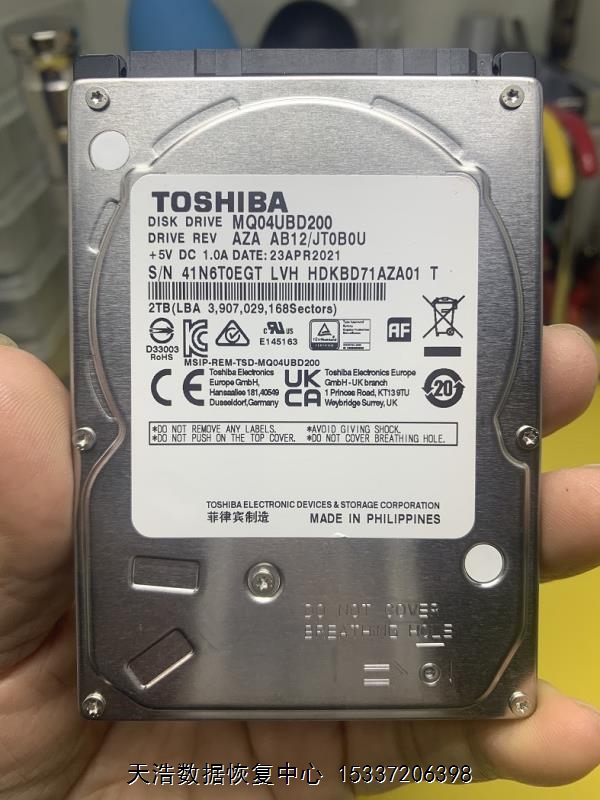 TOSHIBA
DISK DRIVE MQ04UBD200
DRIVE REV AZA AB12/JT0B0U
+5V DC 1.0A DATE:23APR2021
S/N 41N6T0EGT LVH HDKBD71AZA01 T
2TB(LBA 3,907,029,168Sectors)
D33003
RoHS
c UL US
E145163
AF
MSIP-REM-TSD-MQ04UBD200
CE
Toshiba Electronics
Europe GmbH,
Hansaallee 181,40549
Dusseldorf,Germany
UK
CA
Toshiba Electronics Europe
GmbH - UK branch
1 Princes Road, KT13 9TU
Weybridge Surrey, UK
20
*DO NOT REMOVE ANY LABELS. *AVOID GIVING SHOCK.
*DO NOT PUSH ON THE TOP COVER. *DO NOT COVER BREATHING HOLE.
TOSHIBA ELECTRONIC DEVICES & STORAGE CORPORATION
菲律宾制造 MADE IN PHILIPPINES
DO NOT COVER
BREATHING HOLE
天浩数据恢复中心 15337206398